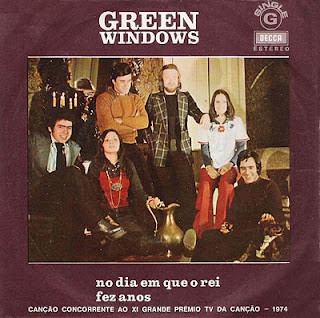 GREEN
WINDOWS
SINGLE
G
DECCA
ESTÉREO
no dia em que o rei
fez anos
CANÇÃO CONCORRENTE AO XI GRANDE PRÉMIO TV DA CANÇÃO - 1974